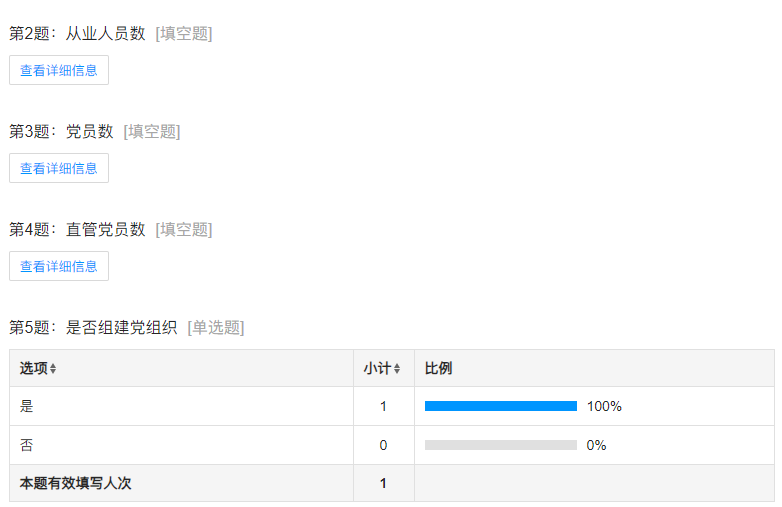 第2题：从业人员数 [填空题]
查看详细信息
第3题：党员数 [填空题]
查看详细信息
第4题：直管党员数 [填空题]
查看详细信息
第5题：是否组建党组织 [单选题]
选项 小计 比例
是 1 100%
否 0 0%
本题有效填写人次 1